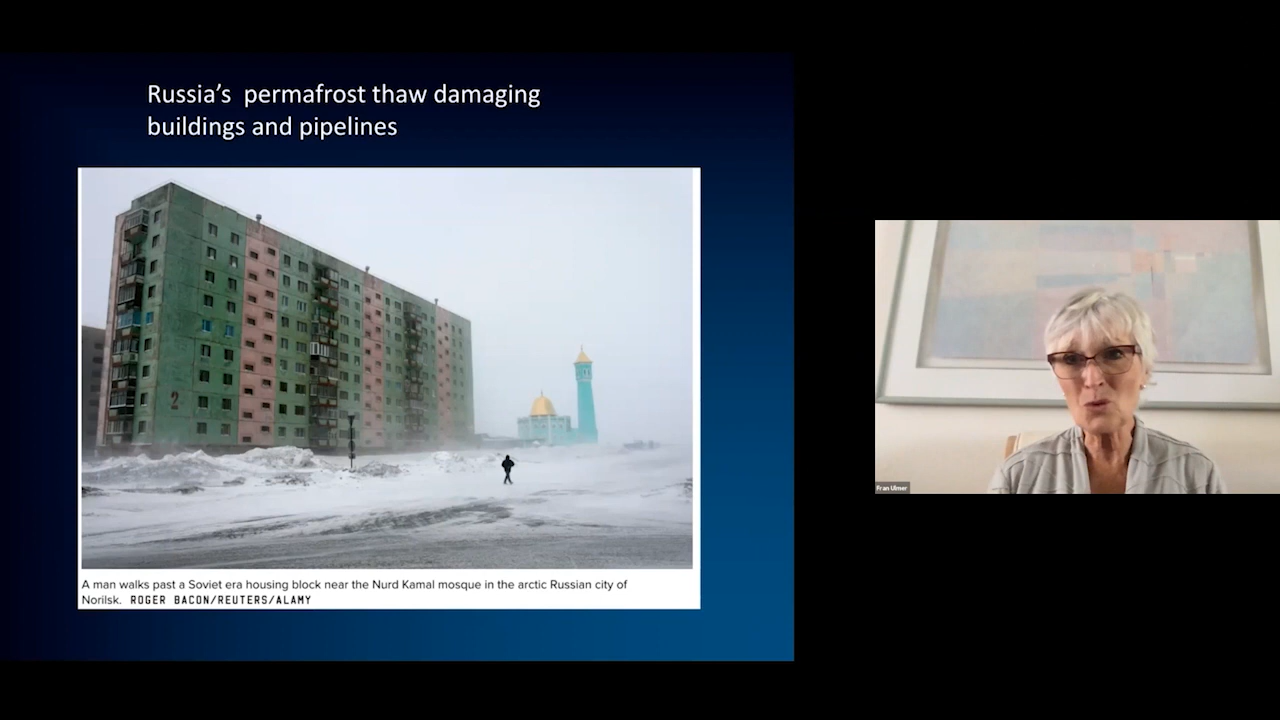 Russia’s  permafrost thaw damaging
buildings and pipelines
2
A man walks past a Soviet era housing block near the Nurd Kamal mosque in the arctic Russian city of
Norilsk. ROGER BACON/REUTERS/ALAMY
Fran Ulmer